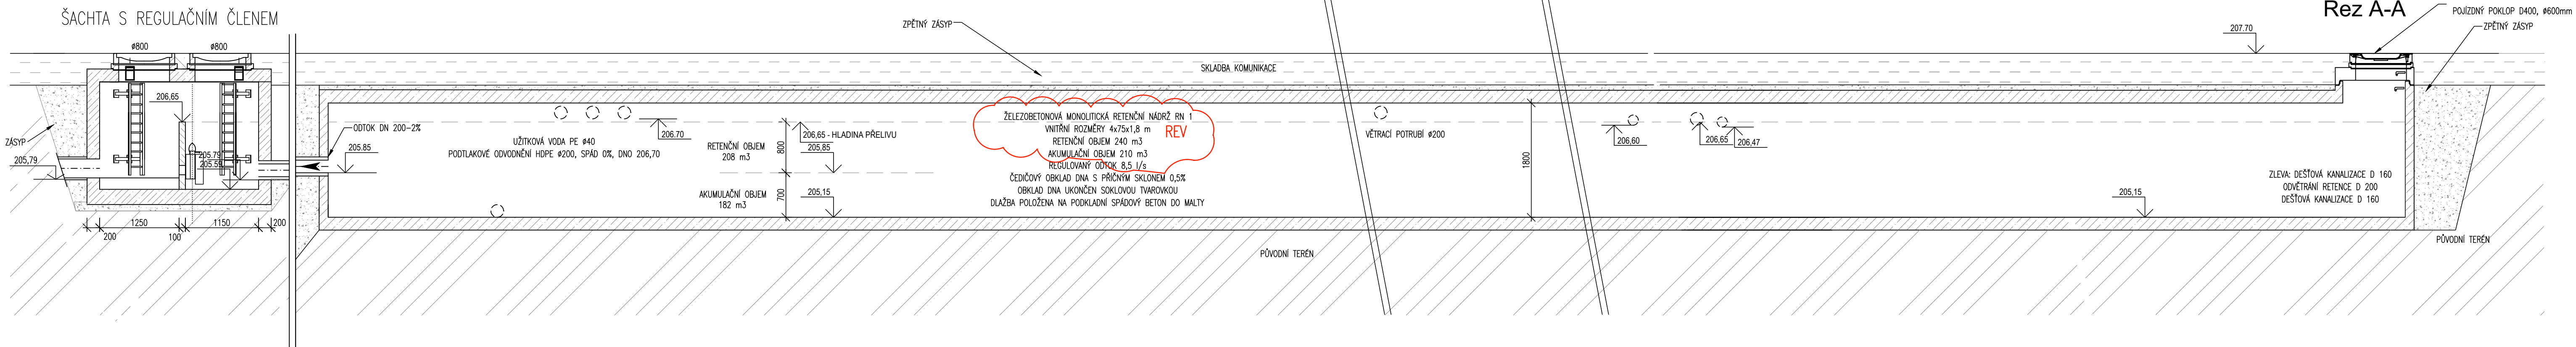 ŠACHTA S REGULAČNÍM ČLENEM
ø800
ø800
206,65
ZÁSYP
205,79
205.79
205.59
200
1250
100
1150
200
ODTOK DN 200-2%
205.85
ZPĚTNÝ ZÁSYP
SKLADBA KOMUNIKACE
UŽITKOVÁ VODA PE ø40
PODTLAKOVÉ ODVODNĚNÍ HDPE ø200, SPÁD 0%, DNO 206,70
206.70
RETENČNÍ OBJEM
208 m3
800
206,65 - HLADINA PŘELIVU
205,85
AKUMULAČNÍ OBJEM
182 m3
700
205,15
ŽELEZOBETONOVÁ MONOLITICKÁ RETENČNÍ NÁDRŽ RN 1
VNITŘNÍ ROZMĚRY 4x75x1,8 m
REV
RETENČNÍ OBJEM 240 m3
AKUMULAČNÍ OBJEM 210 m3
REGULOVANÝ ODTOK 8,5 l/s
ČEDIČOVÝ OBKLAD DNA S PŘÍČNÝM SKLONEM 0,5%
OBKLAD DNA UKONČEN SOKLOVOU TVAROVKOU
DLAŽBA POLOŽENA NA PODKLADNÍ SPÁDOVÝ BETON DO MALTY
PŮVODNÍ TERÉN
VĚTRACÍ POTRUBÍ ø200
1800
206,60
206,65
206,47
205,15
207.70
Rez A-A
POJÍZDNÝ POKLOP D400, ø600mm
ZPĚTNÝ ZÁSYP
ZLEVA: DEŠŤOVÁ KANALIZACE D 160
ODVĚTRÁNÍ RETENCE D 200
DEŠŤOVÁ KANALIZACE D 160
PŮVODNÍ TERÉN